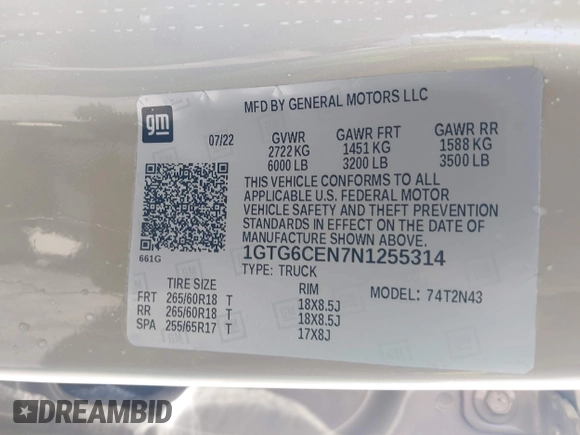 MFD BY GENERAL MOTORS LLC
gm
07/22 GVWR GAWR FRT GAWR RR
2722 KG 1451 KG 1588 KG
6000 LB 3200 LB 3500 LB
THIS VEHICLE CONFORMS TO ALL
APPLICABLE U.S. FEDERAL MOTOR
VEHICLE SAFETY AND THEFT PREVENTION
STANDARDS IN EFFECT ON THE DATE OF
MANUFACTURE SHOWN ABOVE.
661G
1GTG6CEN7N1255314
TYPE: TRUCK
TIRE SIZE RIM MODEL: 74T2N43
FRT 265/60R18 T 18X8.5J
RR 265/60R18 T 18X8.5J
SPA 255/65R17 T 17X8J
DREAMBID